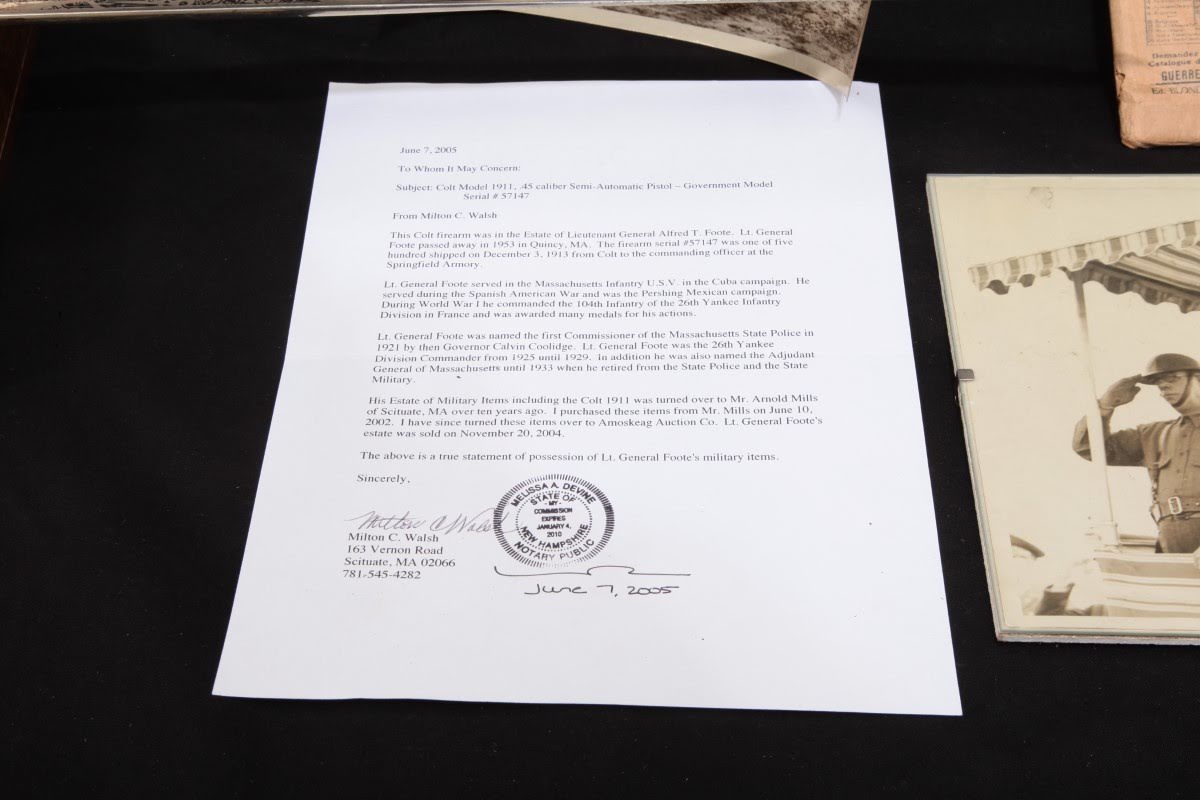 June 7, 2005
To Whom It May Concern:
Subject: Colt Model 1911, .45 caliber Semi-Automatic Pistol – Government Model
Serial # 57147
From Milton C. Walsh
This Colt firearm was in the Estate of Lieutenant General Alfred T. Foote. Lt. General
Foote passed away in 1953 in Quincy, MA. The firearm serial #57147 was one of five
hundred shipped on December 3, 1913 from Colt to the commanding officer at the
Springfield Armory.
Lt. General Foote served in the Massachusetts Infantry U.S.V. in the Cuba campaign. He
served during the Spanish American War and was the Pershing Mexican campaign.
During World War I he commanded the 104th Infantry of the 26th Yankee Infantry
Division in France and was awarded many medals for his actions.
Lt. General Foote was named the first Commissioner of the Massachusetts State Police in
1921 by then Governor Calvin Coolidge. Lt. General Foote was the 26th Yankee
Division Commander from 1925 until 1929. In addition he was also named the Adjudant
General of Massachusetts until 1933 when he retired from the State Police and the State
Military.
His Estate of Military Items including the Colt 1911 was turned over to Mr. Arnold Mills
of Scituate, MA over ten years ago. I purchased these items from Mr. Mills on June 10,
2002. I have since turned these items over to Amoskeag Auction Co. Lt. General Foote's
estate was sold on November 20, 2004.
The above is a true statement of possession of Lt. General Foote's military items.
Sincerely,
Milton C Walsh
Milton C. Walsh
163 Vernon Road
Scituate, MA 02066
781-545-4282
MELISSA A. DEVINE
STATE OF
MY
COMMISSION
EXPIRES
JANUARY 4,
2010
NEW HAMPSHIRE
NOTARY PUBLIC
June 7, 2005
Demandez
Catalogue d
GUERRE